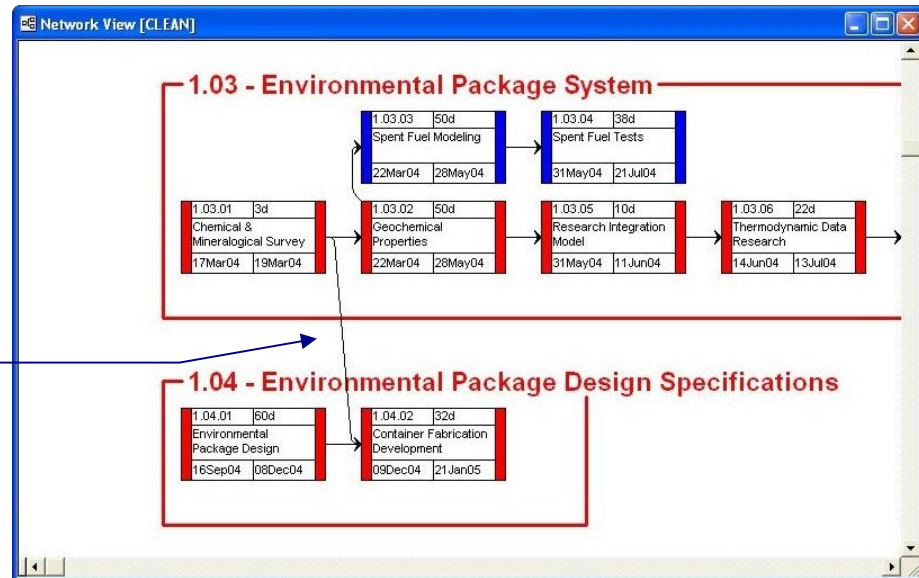 Network View [CLEAN]
1.03 - Environmental Package System
1.03.03 50d
Spent Fuel Modeling
22Mar04 28May04
1.03.04 38d
Spent Fuel Tests
31May04 21Jul04
1.03.01 3d
Chemical &
Mineralogical Survey
17Mar04 19Mar04
1.03.02 50d
Geochemical
Properties
22Mar04 28May04
1.03.05 10d
Research Integration
Model
31May04 11Jun04
1.03.06 22d
Thermodynamic Data
Research
14Jun04 13Jul04
1.04 - Environmental Package Design Specifications
1.04.01 60d
Environmental
Package Design
16Sep04 08Dec04
1.04.02 32d
Container Fabrication
Development
09Dec04 21Jan05